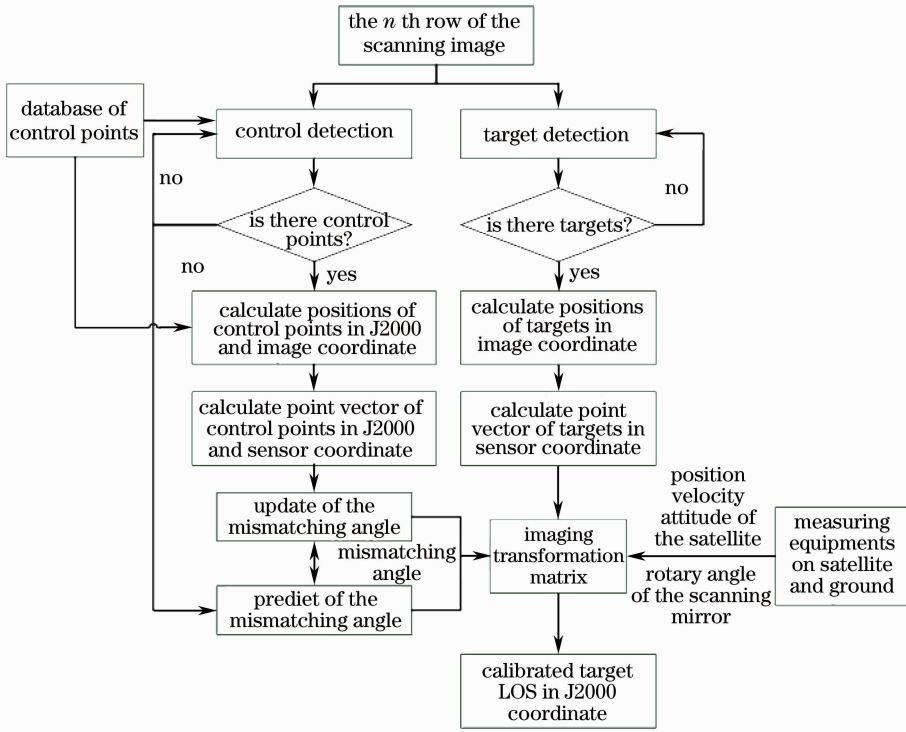 the n th row of the
scanning image
database of
control points
control detection
target detection
no
no
is there control
points?
is there targets?
no
yes
yes
calculate positions of
control points in J2000
and image coordinate
calculate positions
of targets in
image coordinate
calculate point vector of
control points in J2000
and sensor coordinate
calculate point
vector of targets in
sensor coordinate
position
velocity
attitude of
the satellite
update of the
mismatching angle
mismatching
angle
imaging
transformation
matrix
measuring
equipments
on satellite
and ground
rotary angle
of the scanning
mirror
prediet of the
mismatching angle
calibrated target
LOS in J2000
coordinate